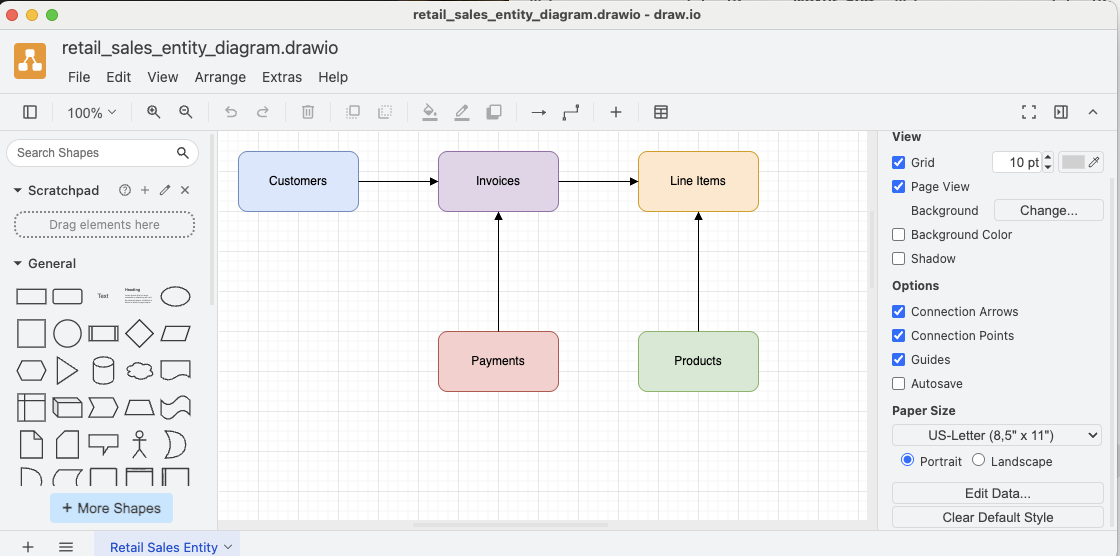 retail_sales_entity_diagram.drawio - draw.io
retail_sales_entity_diagram.drawio
File Edit View Arrange Extras Help
100%
Search Shapes
Scratchpad
Drag elements here
General
Text
Heading
+ More Shapes
Customers
Invoices
Line Items
Payments
Products
View
Grid
10 pt
Page View
Background
Change...
Background Color
Shadow
Options
Connection Arrows
Connection Points
Guides
Autosave
Paper Size
US-Letter (8,5" x 11")
Portrait Landscape
Edit Data...
Clear Default Style
Retail Sales Entity